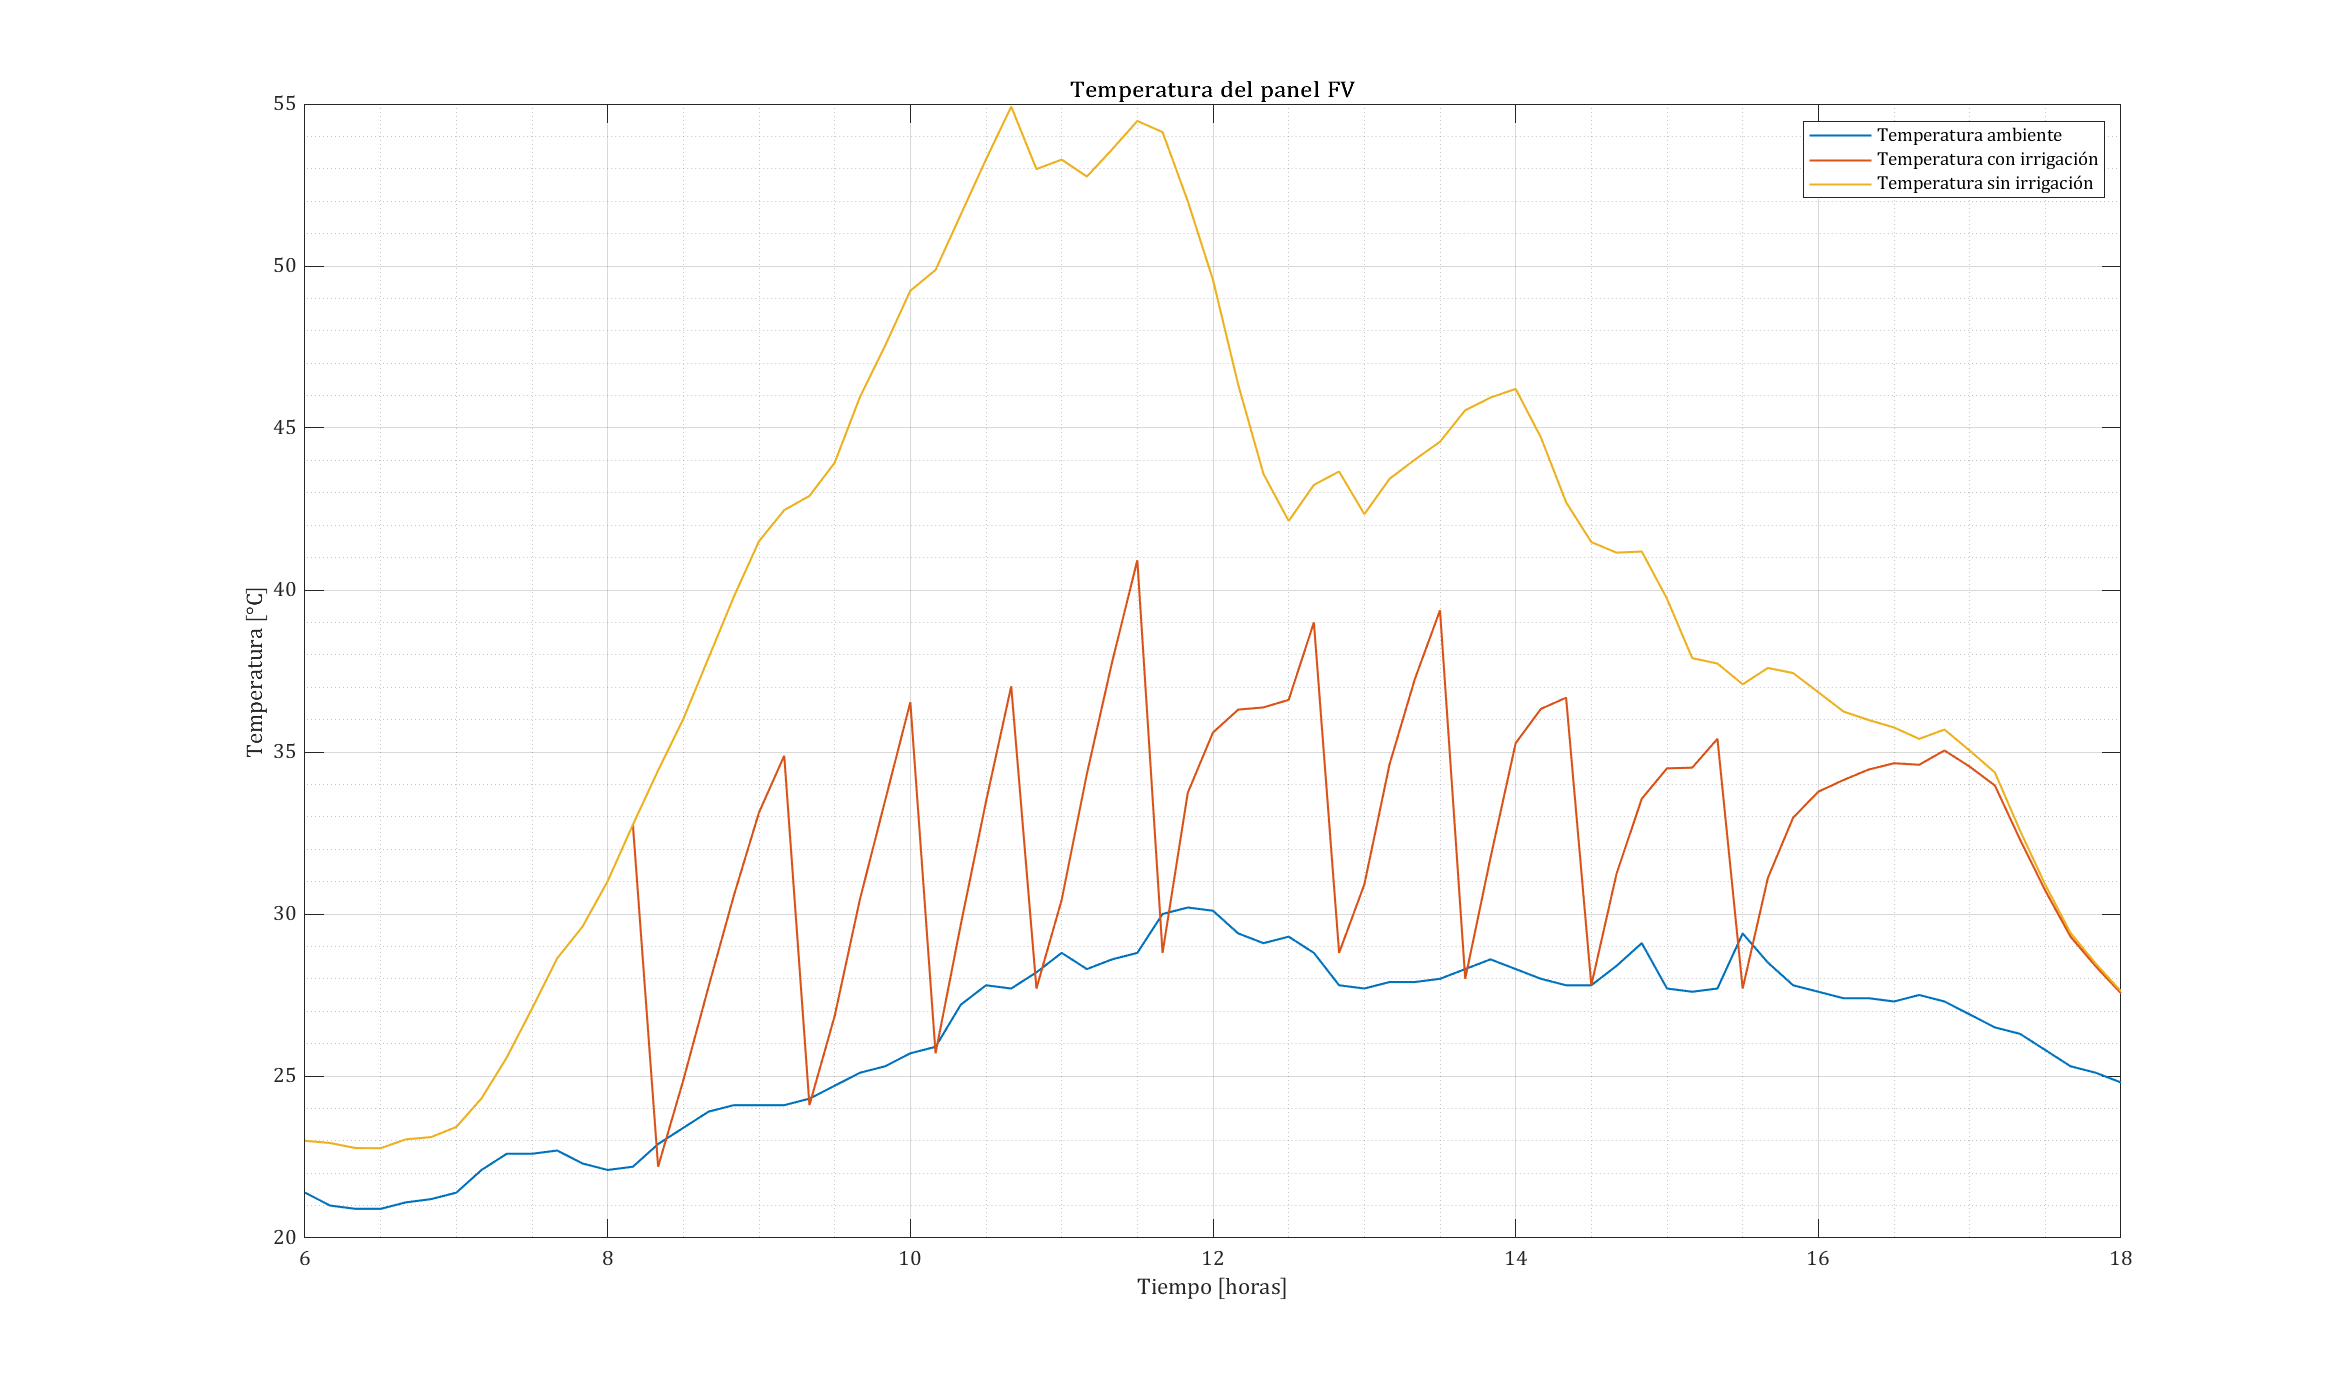 Temperatura del panel FV
Temperatura ambiente
Temperatura con irrigación
Temperatura sin irrigación
Temperatura [°C]
55
50
45
40
35
30
25
20
6 8 10 12 14 16 18
Tiempo [horas]